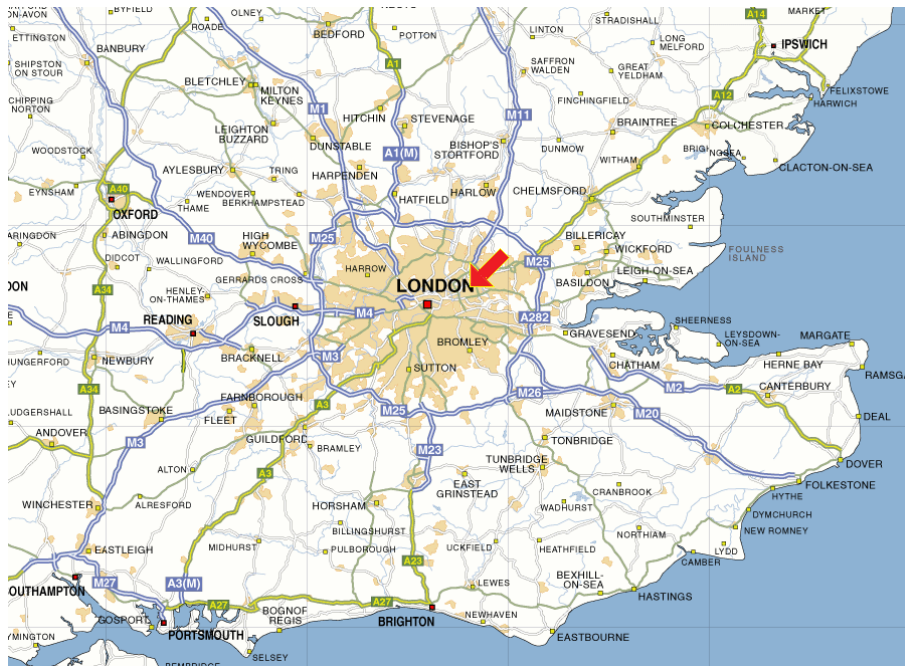 BYFIELD
OLNEY
ROADE
BEDFORD
POTTON
LINTON
STRADISHALL
A14
MARKET
ETTINGTON
BANBURY
A1
LONG
MELFORD
IPSWICH
SHIPSTON
ON STOUR
BLETCHLEY
MILTON
KEYNES
SAFFRON
WALDEN
GREAT
YELDHAM
FELIXSTOWE
HARWICH
CHIPPING
NORTON
M1
HITCHIN
STEVENAGE
M11
FINCHINGFIELD
A12
BRAINTREE
COLCHESTER
LEIGHTON
BUZZARD
DUNSTABLE
A1(M)
BISHOP'S
STORTFORD
DUNMOW
WITHAM
BRIGHTNOSEA
WOODSTOCK
AYLESBURY
TRING
HARPENDEN
CLACTON-ON-SEA
EYNSHAM
A40
WENDOVER
BERKHAMPSTEAD
THAME
HATFIELD
HARLOW
CHELMSFORD
OXFORD
SOUTHMINSTER
ABINGDON
M40
HIGH
WYCOMBE
M25
BILLERICAY
WICKFORD
FOULNESS
ISLAND
DIDCOT
WALLINGFORD
GERRARDS CROSS
HARROW
M25
LEIGH-ON-SEA
BASILDON
A34
HENLEY-
ON-THAMES
LONDON
READING
SLOUGH
M4
M4
A282
GRAVESEND
SHEERNESS
LEYSDOWN-
ON-SEA
MARGATE
HUNGERFORD
NEWBURY
BRACKNELL
M3
BROMLEY
SUTTON
CHATHAM
HERNE BAY
CANTERBURY
A34
FARNBOROUGH
A3
M26
M2
A2
LUDGERSHALL
BASINGSTOKE
FLEET
M25
MAIDSTONE
M20
DEAL
ANDOVER
M3
GUILDFORD
BRAMLEY
M23
TONBRIDGE
ALTON
A3
TUNBRIDGE
WELLS
DOVER
FOLKESTONE
WINCHESTER
ALRESFORD
HORSHAM
EAST
GRINSTEAD
CRANBROOK
WADHURST
HYTHE
DYMCHURCH
BILLINGSHURST
NEW ROMNEY
EASTLEIGH
MIDHURST
PULBOROUGH
UCKFIELD
HEATHFIELD
NORTHIAM
LYDD
M27
A3(M)
A23
CAMBER
LEWES
BEXHILL-
ON-SEA
HASTINGS
A27
BOGNOF
REGIS
A27
GOSPORT
PORTSMOUTH
BRIGHTON
NEWHAVEN
EASTBOURNE
SELSEY